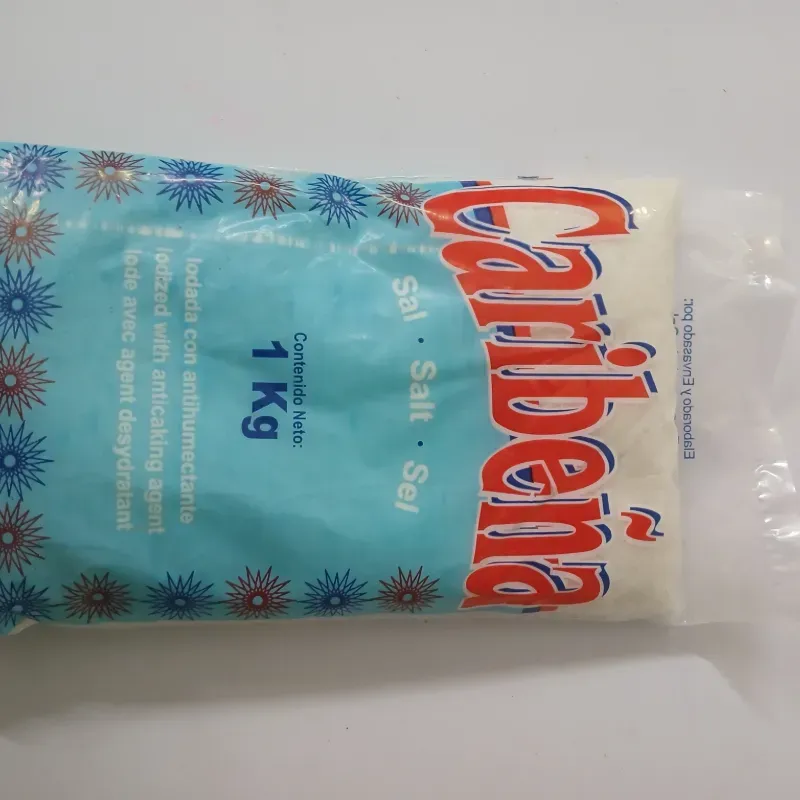 Caribeña
Sal · Salt · Sel
Contenido Neto:
1 Kg
Iodada con antihumectante
Iodized with anticaking agent
Iode avec agent desydratant
Elaborado y Envasado por: